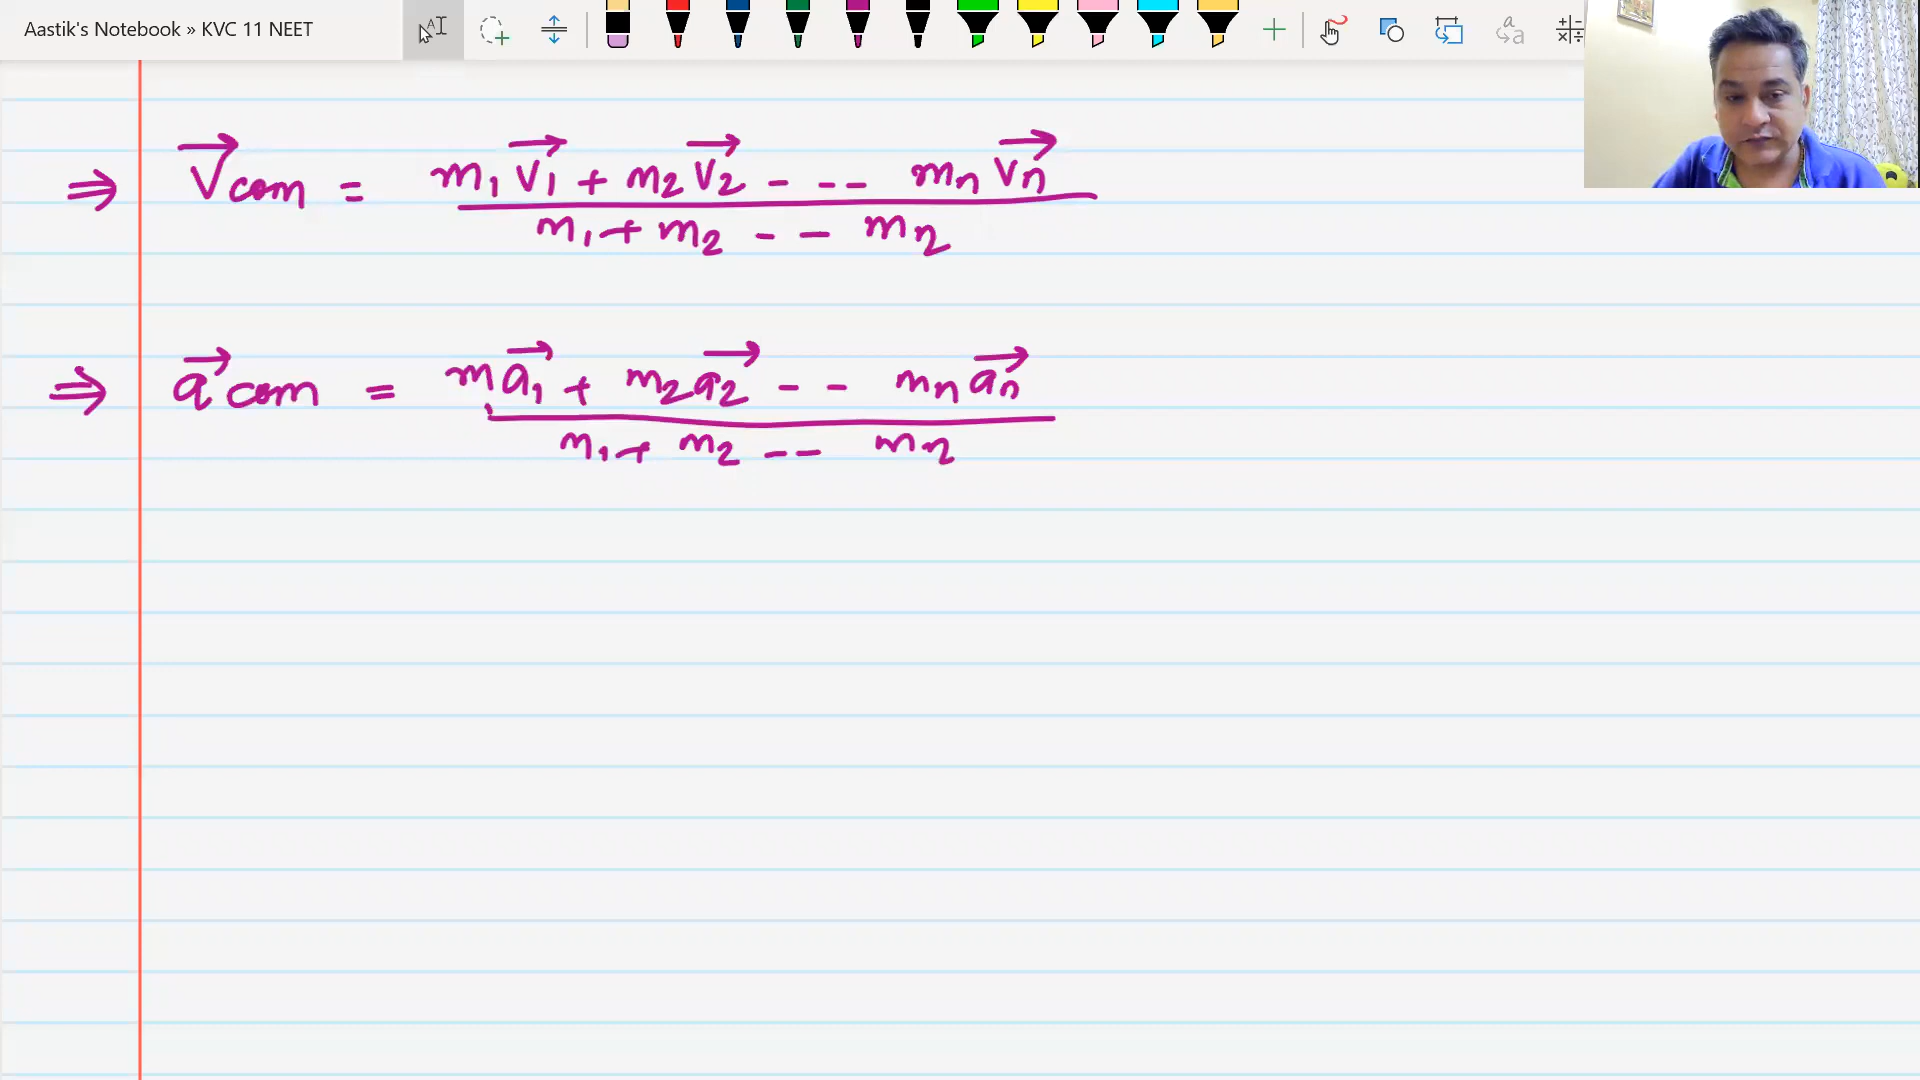 Aastik's Notebook » KVC 11 NEET
⇒ V⃗com = m₁v⃗₁ + m₂v⃗₂ - -- mₙv⃗ₙ
m₁ + m₂ - - mₙ
⇒ a⃗com = ma⃗₁ + m₂a⃗₂ - - mₙa⃗ₙ
m₁ + m₂ -- mₙ